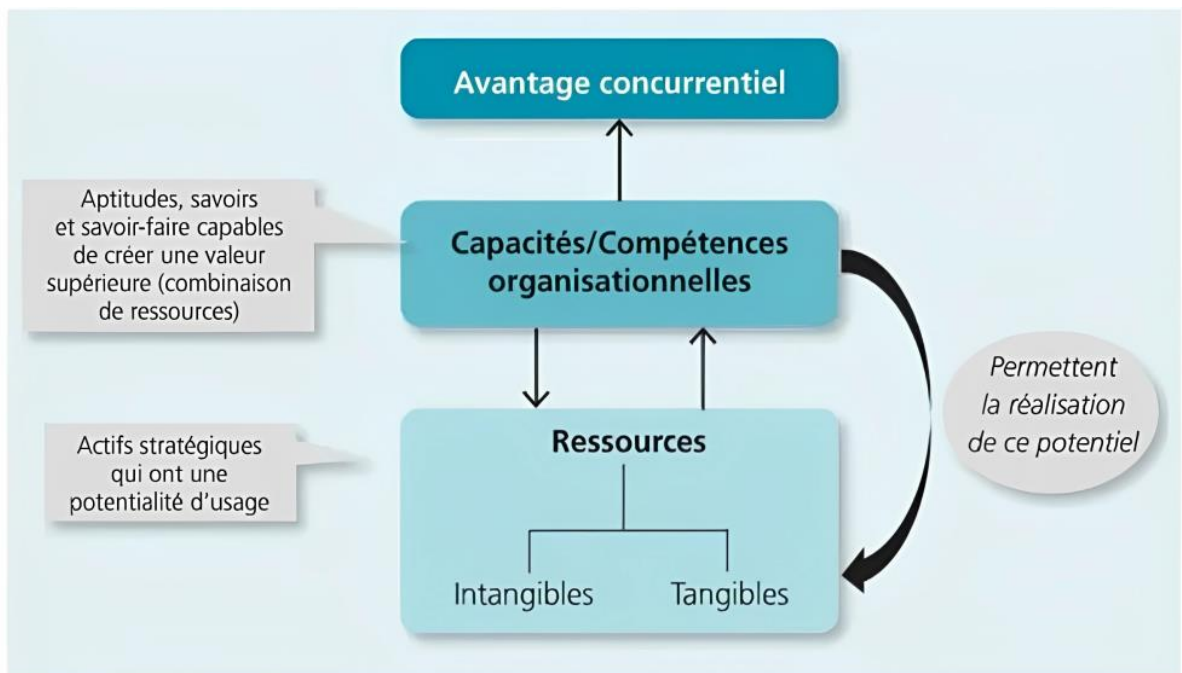 Avantage concurrentiel
Aptitudes, savoirs
et savoir-faire capables
de créer une valeur
supérieure (combinaison
de ressources)
Capacités/Compétences
organisationnelles
Permettent
la réalisation
de ce potentiel
Actifs stratégiques
qui ont une
potentialité d'usage
Ressources
Intangibles
Tangibles